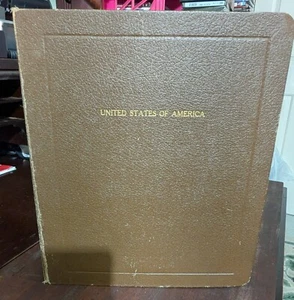 UNITED STATES OF AMERICA